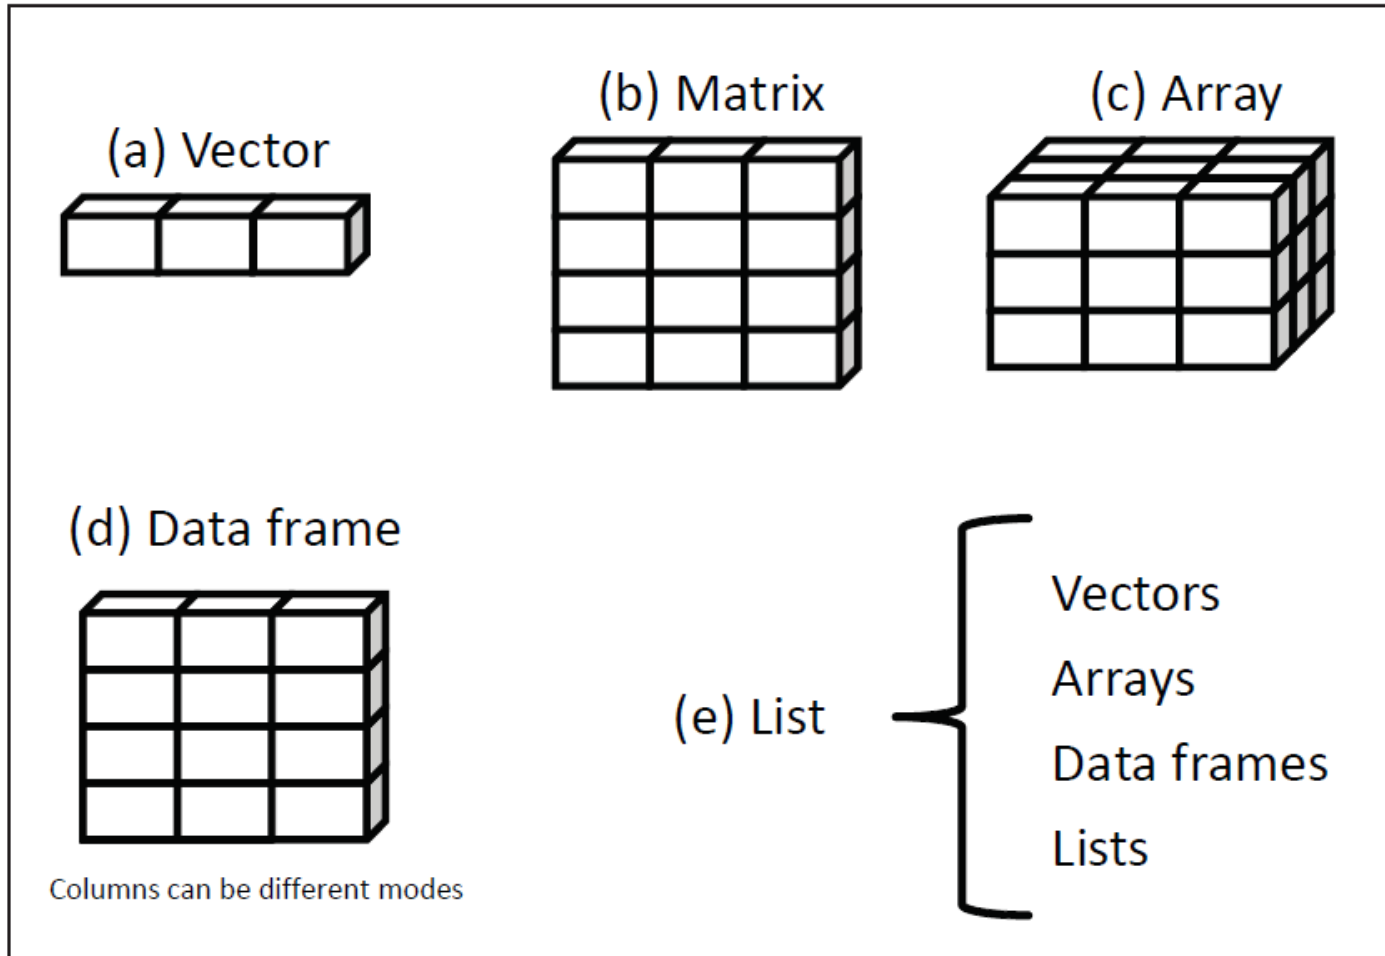 (a) Vector
(b) Matrix
(c) Array
(d) Data frame
Columns can be different modes
(e) List
Vectors
Arrays
Data frames
Lists